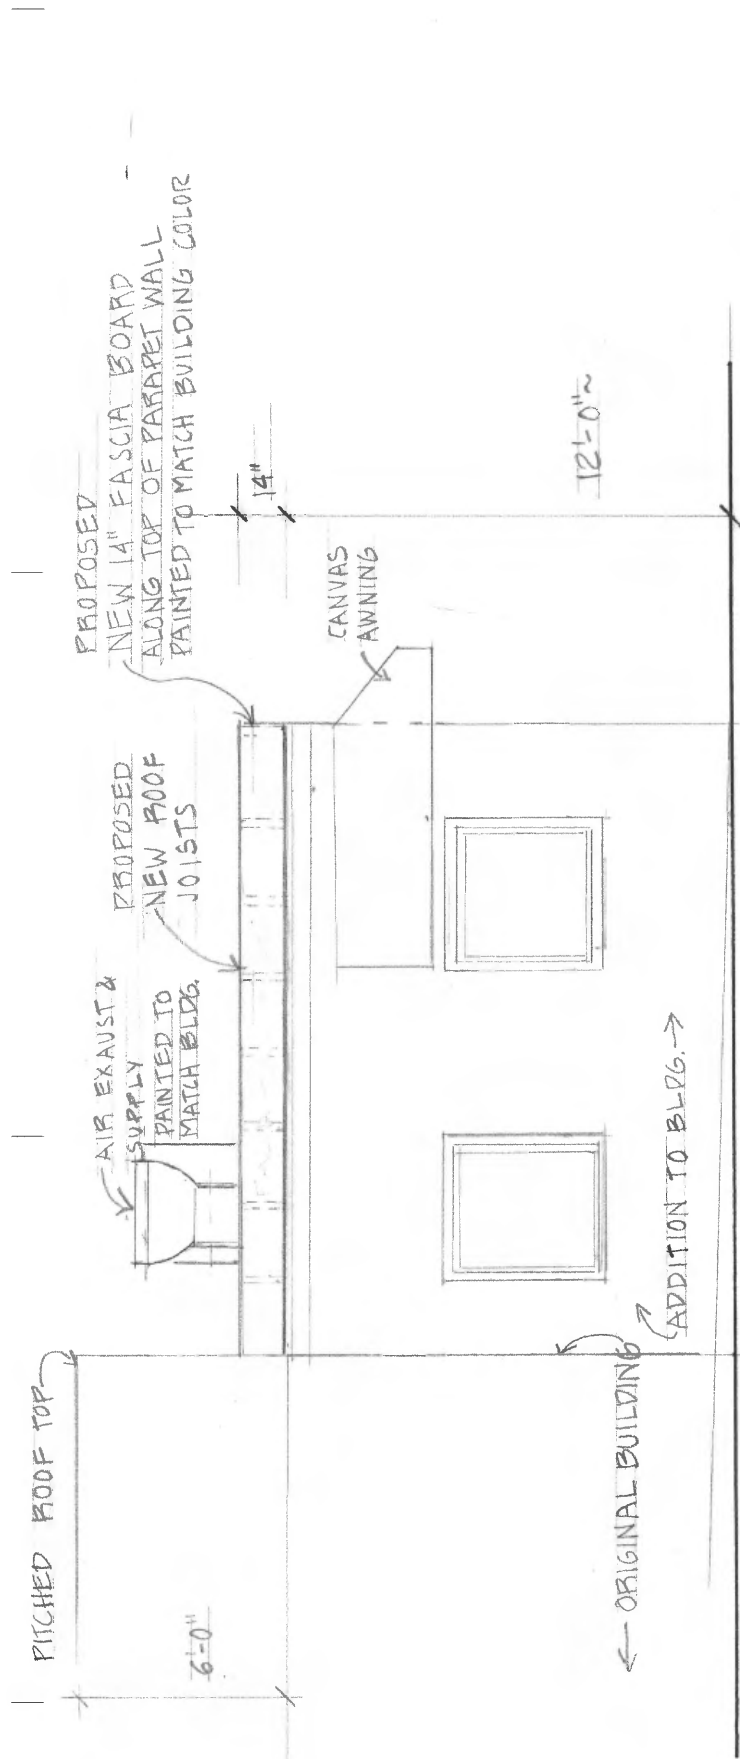 PITCHED ROOF TOP
6'-0"
AIR EXAUST &
SUPPLY
PAINTED TO
MATCH BLDG.
PROPOSED
NEW ROOF
JOISTS
PROPOSED
NEW 14" FASCIA BOARD
ALONG TOP OF PARAPET WALL
PAINTED TO MATCH BUILDING COLOR
14"
CANVAS
AWNING
12'-0"~
← ORIGINAL BUILDING
ADDITION TO BLDG. →